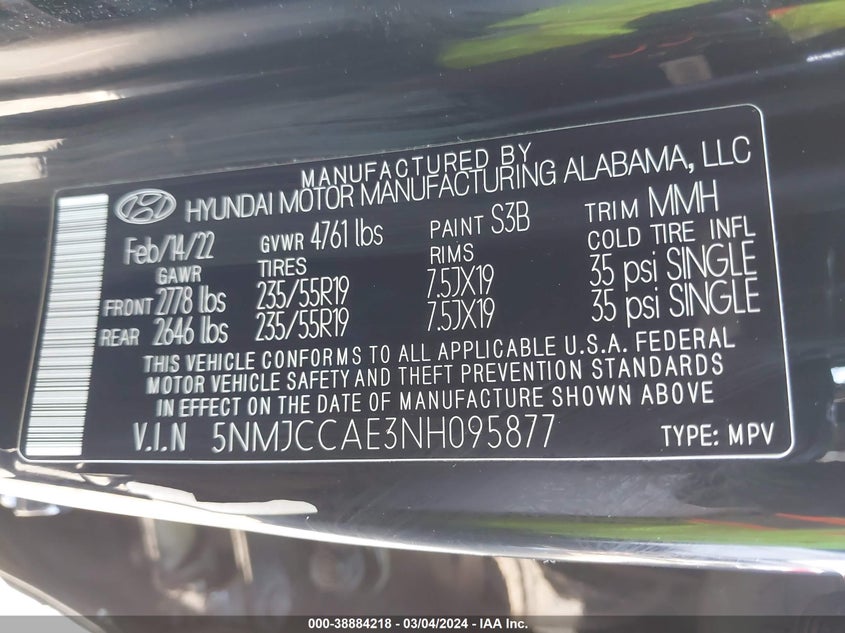 MANUFACTURED BY
HYUNDAI MOTOR MANUFACTURING ALABAMA, LLC
Feb/14/22 GVWR 4761 lbs PAINT S3B TRIM MMH
GAWR TIRES RIMS COLD TIRE INFL
FRONT 2778 lbs 235/55R19 7.5JX19 35 psi SINGLE
REAR 2646 lbs 235/55R19 7.5JX19 35 psi SINGLE
THIS VEHICLE CONFORMS TO ALL APPLICABLE U.S.A. FEDERAL
MOTOR VEHICLE SAFETY AND THEFT PREVENTION STANDARDS
IN EFFECT ON THE DATE OF MANUFACTURE SHOWN ABOVE
V.I.N 5NMJCCAE3NH095877 TYPE: MPV
000-38884218 - 03/04/2024 - IAA Inc.